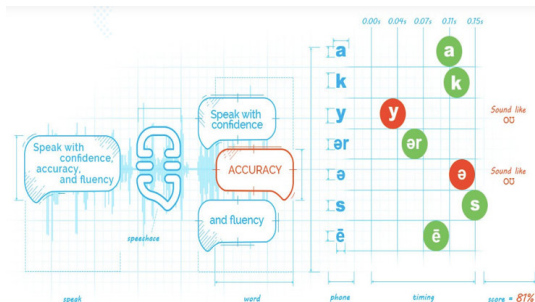 0.00s 0.04s 0.07s 0.11s 0.15s
a a
k k
Speak with
confidence
y y Sound like
ʊ
Speak with
confidence,
accuracy,
and fluency
ər ər
ACCURACY
ə ə Sound like
ʊ
s s
and fluency
ē ē
speechace
speak word phone timing score = 81%